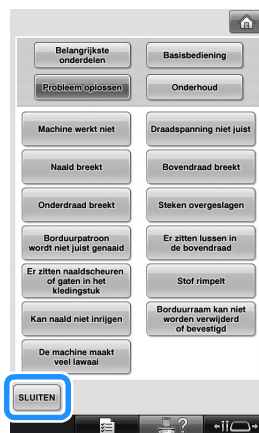 Belangrijkste
onderdelen
Basisbediening
Probleem oplossen
Onderhoud
Machine werkt niet
Draadspanning niet juist
Naald breekt
Bovendraad breekt
Onderdraad breekt
Steken overgeslagen
Borduurpatroon
wordt niet juist genaaid
Er zitten lussen in
de bovendraad
Er zitten naaldscheuren
of gaten in het
kledingstuk
Stof rimpelt
Kan naald niet inrijgen
Borduurraam kan niet
worden verwijderd
of bevestigd
De machine maakt
veel lawaai
SLUITEN
?